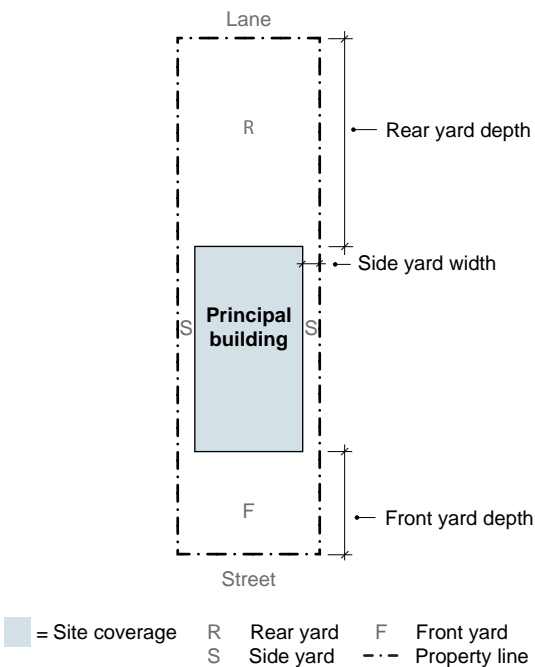 Lane
R
Rear yard depth
Side yard width
S
Principal
building
S
F
Front yard depth
Street
= Site coverage R Rear yard F Front yard
S Side yard Property line